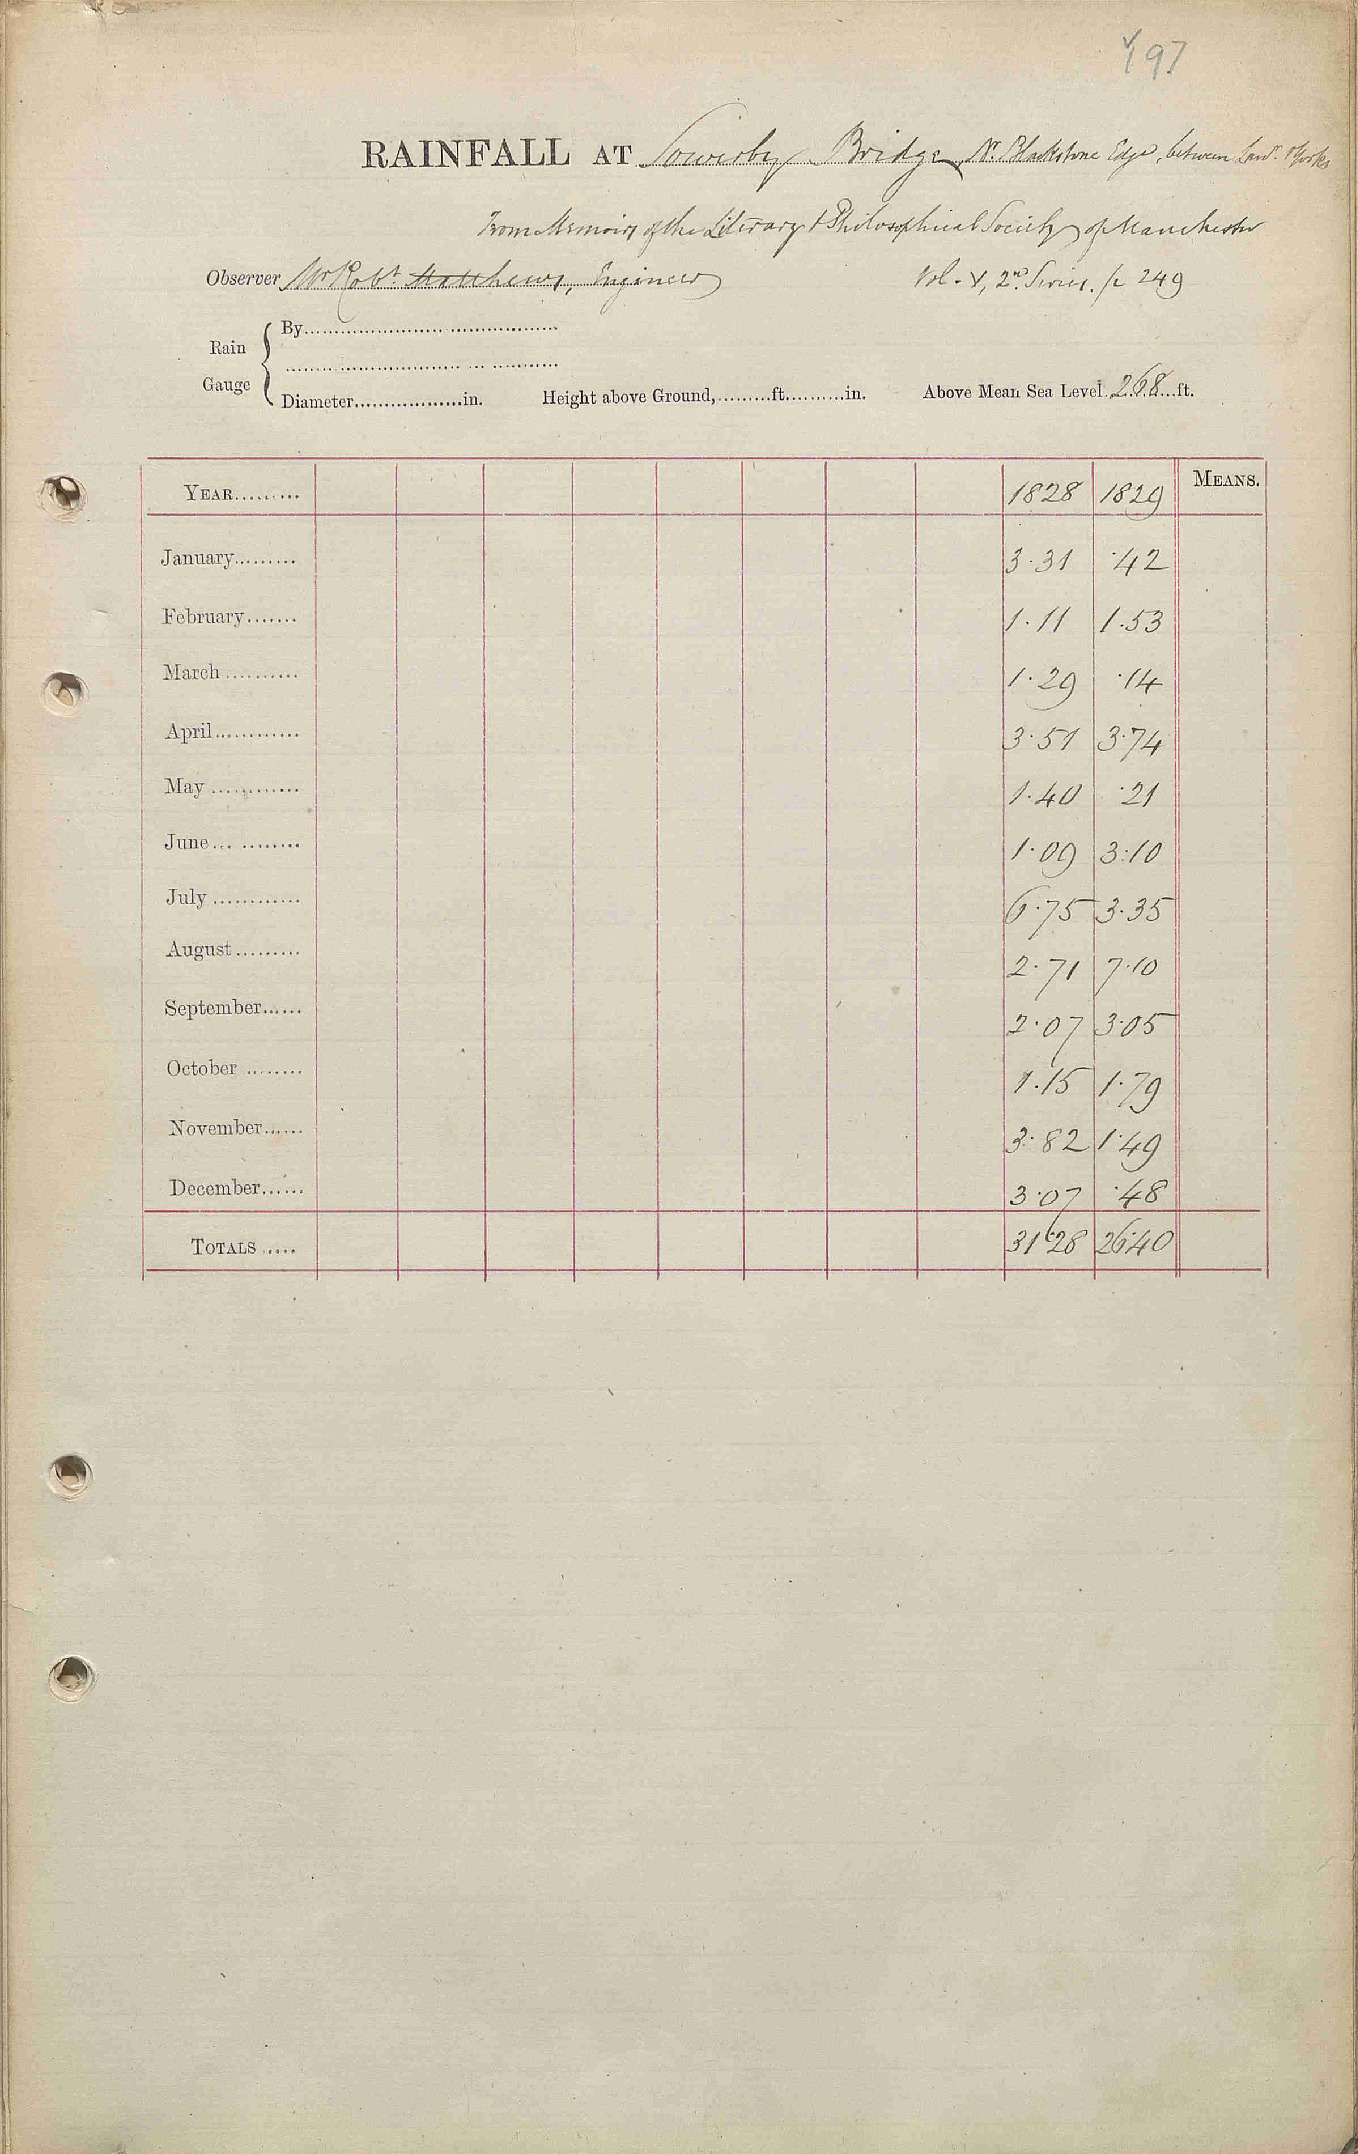 197
RAINFALL AT Sowerby Bridge, Nr. Blackstone Edge, between Lanc. & Yorks
From Memoirs of the Literary & Philosophical Society of Manchester
Observer Mr Robt. Matthews, Engineer Vol. V, 2nd. Series. p 249
Rain Gauge
By
Diameter in. Height above Ground, ft. in. Above Mean Sea Level 268 ft.
YEAR 1828 1829 MEANS.
January 3.31 .42
February 1.11 1.53
March 1.29 .14
April 3.51 3.74
May 1.40 .21
June 1.09 3.10
July 6.75 3.35
August 2.71 7.10
September 2.07 3.05
October 1.15 1.79
November 3.82 1.49
December 3.07 .48
TOTALS 31.28 26.40